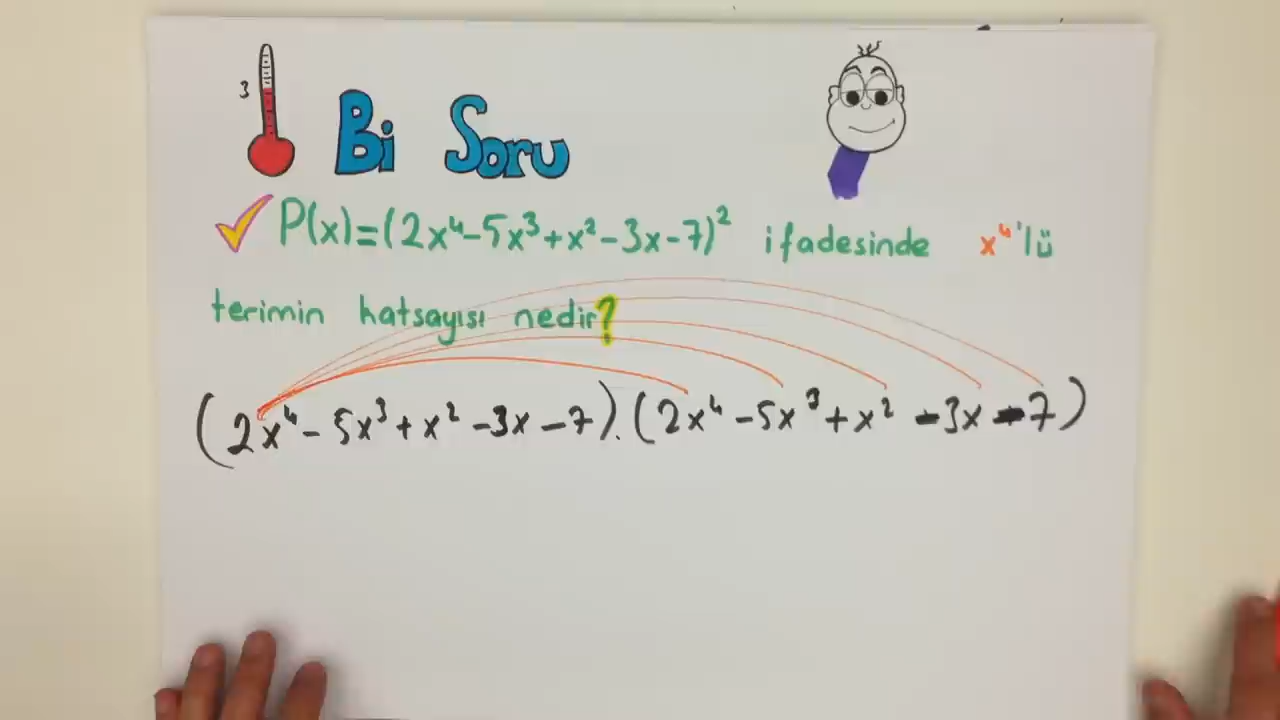 3
Bi Soru
P(x)=(2x⁴-5x³+x²-3x-7)² ifadesinde x⁴'lü
terimin hatsayısı nedir?
(2x⁴-5x³+x²-3x-7).(2x⁴-5x³+x²-3x-7)